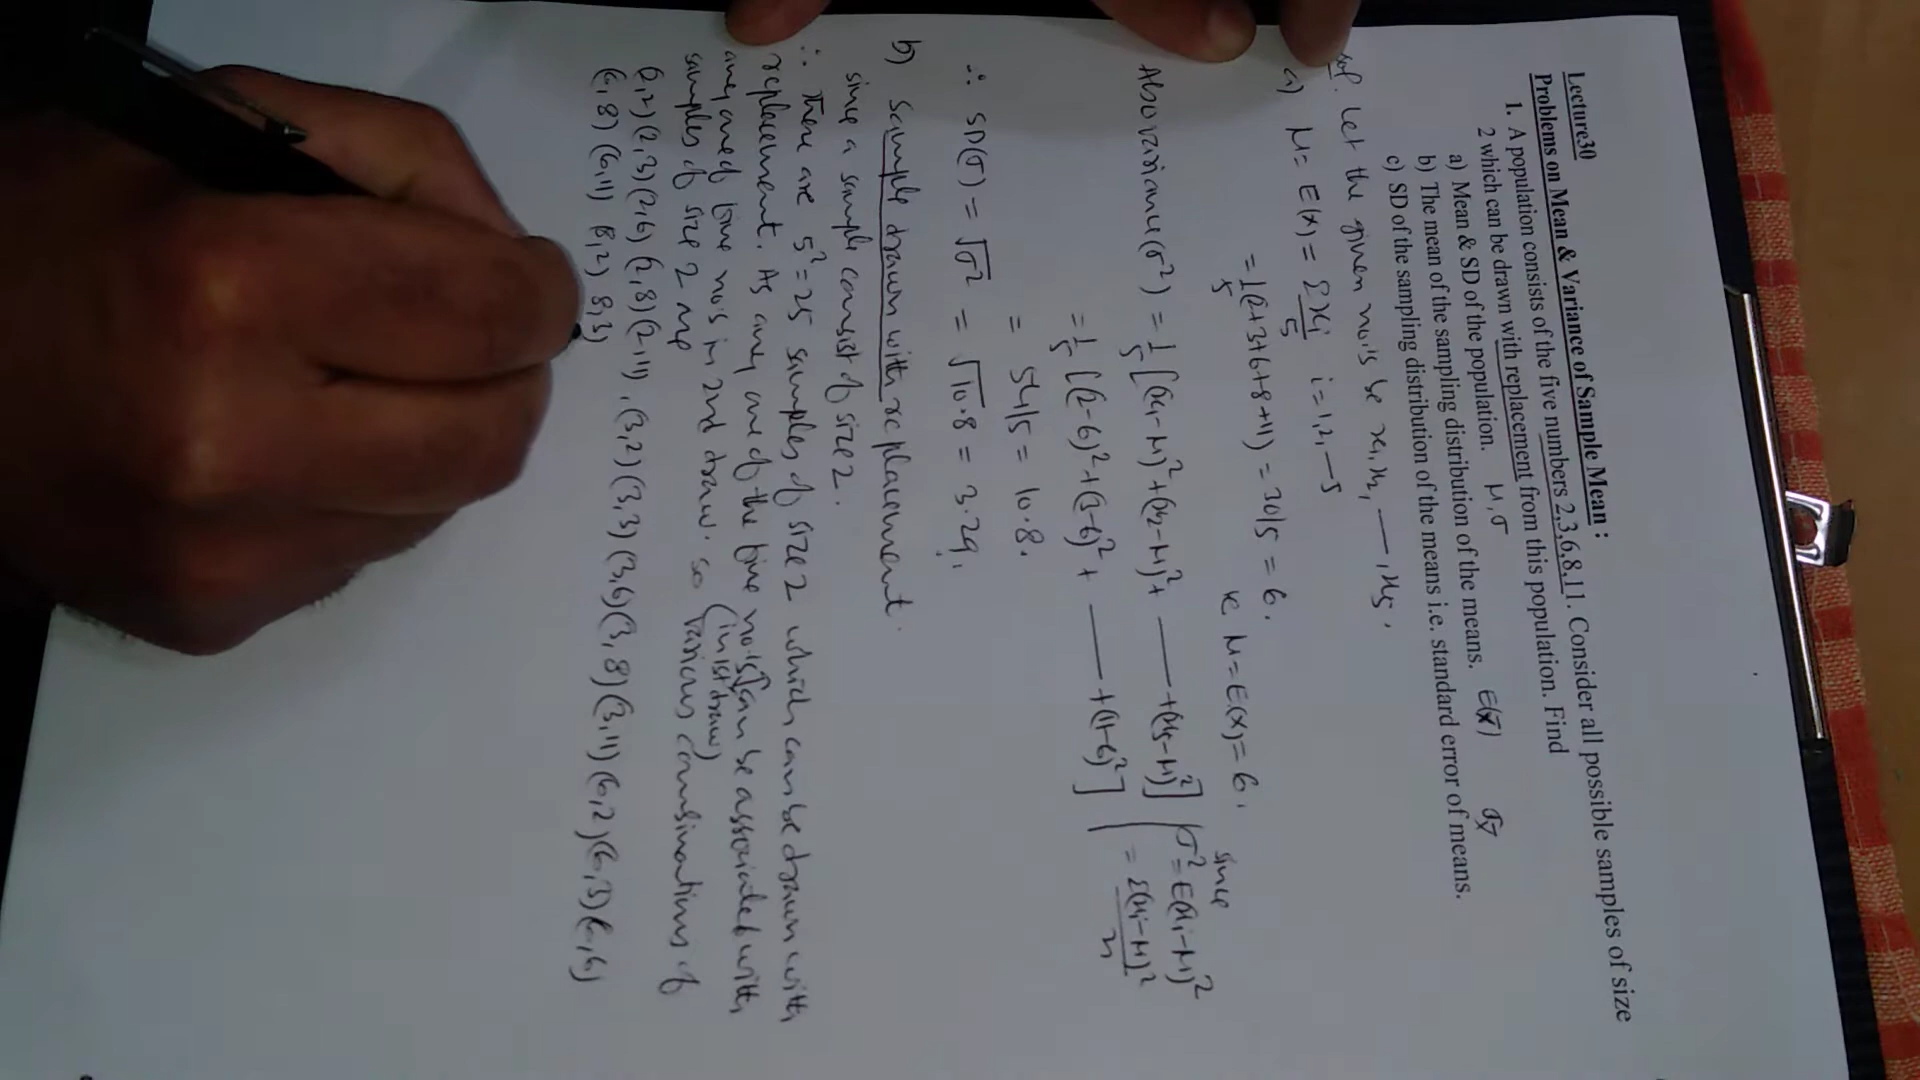 Lecture30
Problems on Mean & Variance of Sample Mean :
1. A population consists of the five numbers 2,3,6,8,11. Consider all possible samples of size
2 which can be drawn with replacement from this population. Find
a) Mean & SD of the population. μ,σ
b) The mean of the sampling distribution of the means. E(x̄)
c) SD of the sampling distribution of the means i.e. standard error of means. σx̄
sol. Let the given no.'s be x1, x2, — , x5 .
a) μ = E(x) = Σxi/5 i=1,2,—5
= 1/5 (2+3+6+8+11) = 30/5 = 6. ie μ = E(x) = 6.
Also variance (σ²) = 1/5 [(x1-μ)²+(x2-μ)²+ — +(x5-μ)²] since σ² = E(xi-μ)²
= 1/5 [(2-6)²+(3-6)²+ — +(11-6)²] = Σ(xi-μ)²/n
= 54/5 = 10.8.
∴ SD(σ) = √σ² = √10.8 = 3.29.
b) Sample drawn with replacement.
since a sample consist of size 2.
∴ There are 5² = 25 samples of size 2 which can be drawn with
replacement. As any one of the five no.'s (in 1st draw) can be associated with
any one of five no's in 2nd draw. so various combinations of
samples of size 2 are
(2,2) (2,3) (2,6) (2,8) (2,11), (3,2) (3,3) (3,6) (3,8) (3,11) (6,2) (6,3) (6,6)
(6,8) (6,11) (8,2) 8,3)